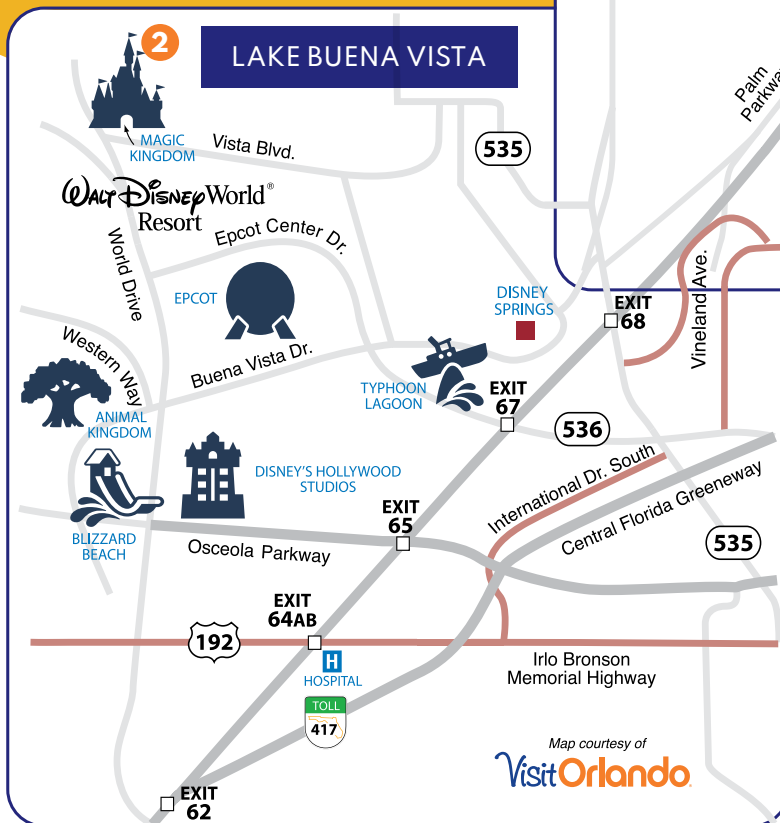 2
LAKE BUENA VISTA
Palm
Parkway
MAGIC
KINGDOM
Vista Blvd.
535
WALT DISNEY World®
Resort
Epcot Center Dr.
World Drive
EPCOT
DISNEY
SPRINGS
EXIT
68
Vineland Ave.
Western Way
Buena Vista Dr.
TYPHOON
LAGOON
EXIT
67
ANIMAL
KINGDOM
536
DISNEY'S HOLLYWOOD
STUDIOS
International Dr. South
Central Florida Greeneway
BLIZZARD
BEACH
EXIT
65
Osceola Parkway
535
EXIT
64AB
192
H
HOSPITAL
Irlo Bronson
Memorial Highway
TOLL
417
Map courtesy of
Visit Orlando
EXIT
62